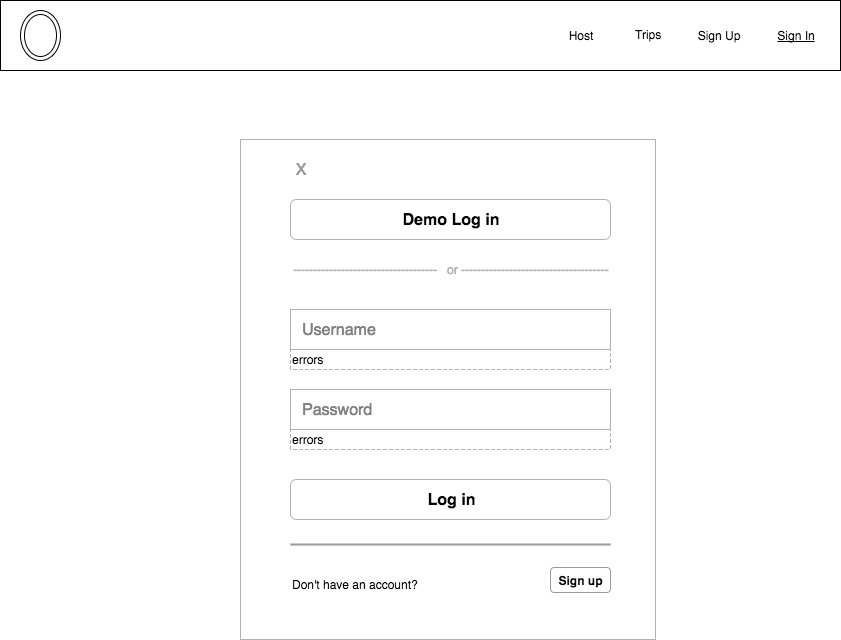 Host Trips Sign Up Sign In
X
Demo Log in
or
Username
errors
Password
errors
Log in
Don't have an account? Sign up